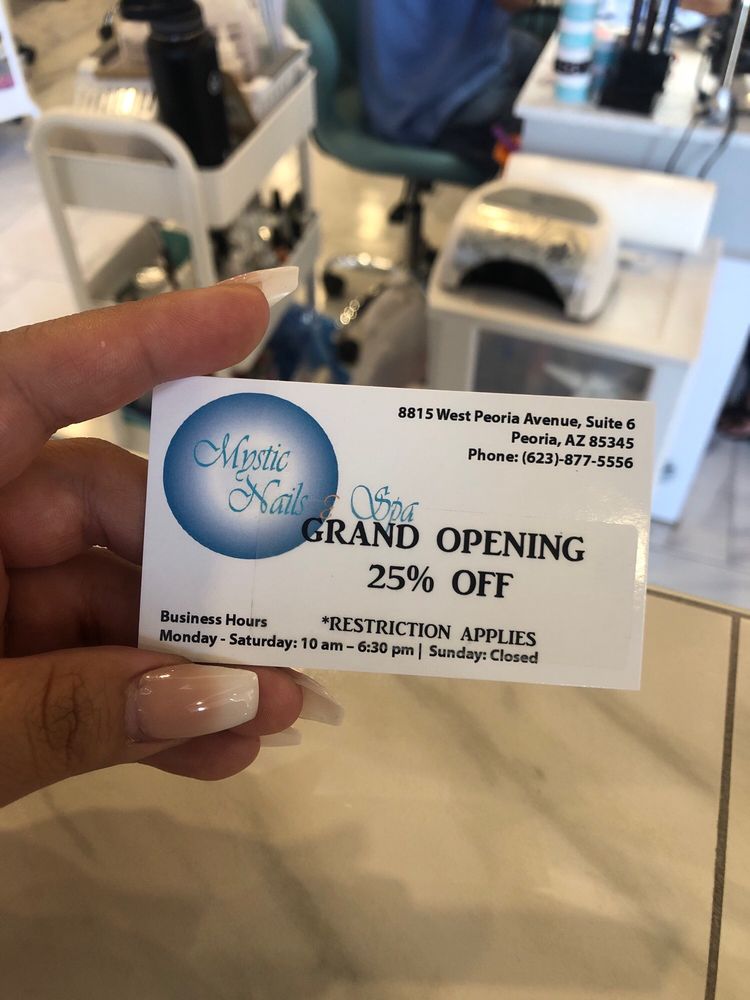 8815 West Peoria Avenue, Suite 6
Peoria, AZ 85345
Phone: (623)-877-5556
Mystic
Nails & Spa
GRAND OPENING
25% OFF
*RESTRICTION APPLIES
Business Hours
Monday - Saturday: 10 am – 6:30 pm | Sunday: Closed